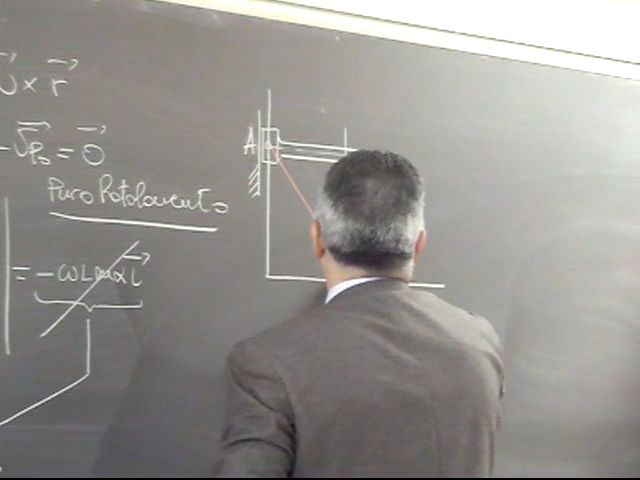 × r
v P₀ = 0
Puro Rotolamento
= -ωL α i
A